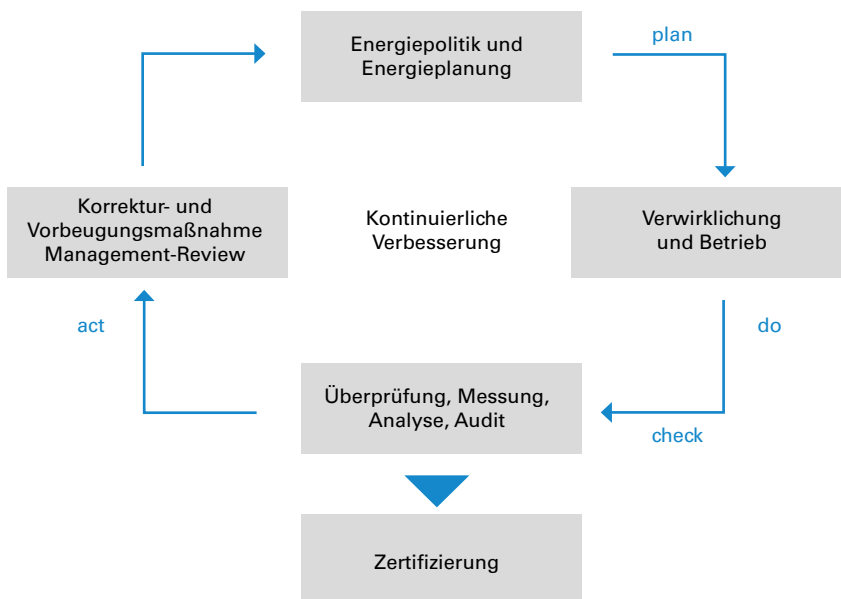 Energiepolitik und
Energieplanung
plan
Korrektur- und
Vorbeugungsmaßnahme
Management-Review
Kontinuierliche
Verbesserung
Verwirklichung
und Betrieb
act
do
Überprüfung, Messung,
Analyse, Audit
check
Zertifizierung